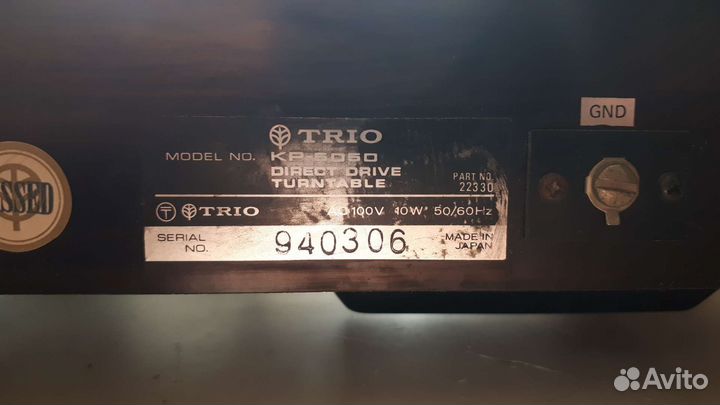 GND
TRIO
MODEL NO. KP-5050
DIRECT DRIVE
TURNTABLE
PART NO.
22330
T TRIO AC100V 10W 50/60Hz
SERIAL
NO. 940306
MADE IN
JAPAN
Avito